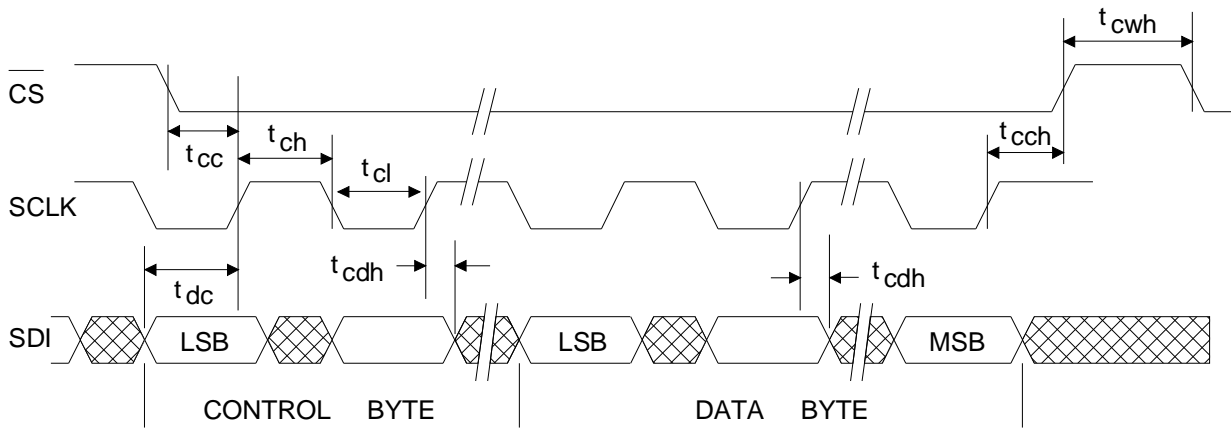 t cwh
CS
t cc
t ch
t cch
t cl
SCLK
t cdh
t cdh
t dc
SDI
LSB
LSB
MSB
CONTROL BYTE
DATA BYTE